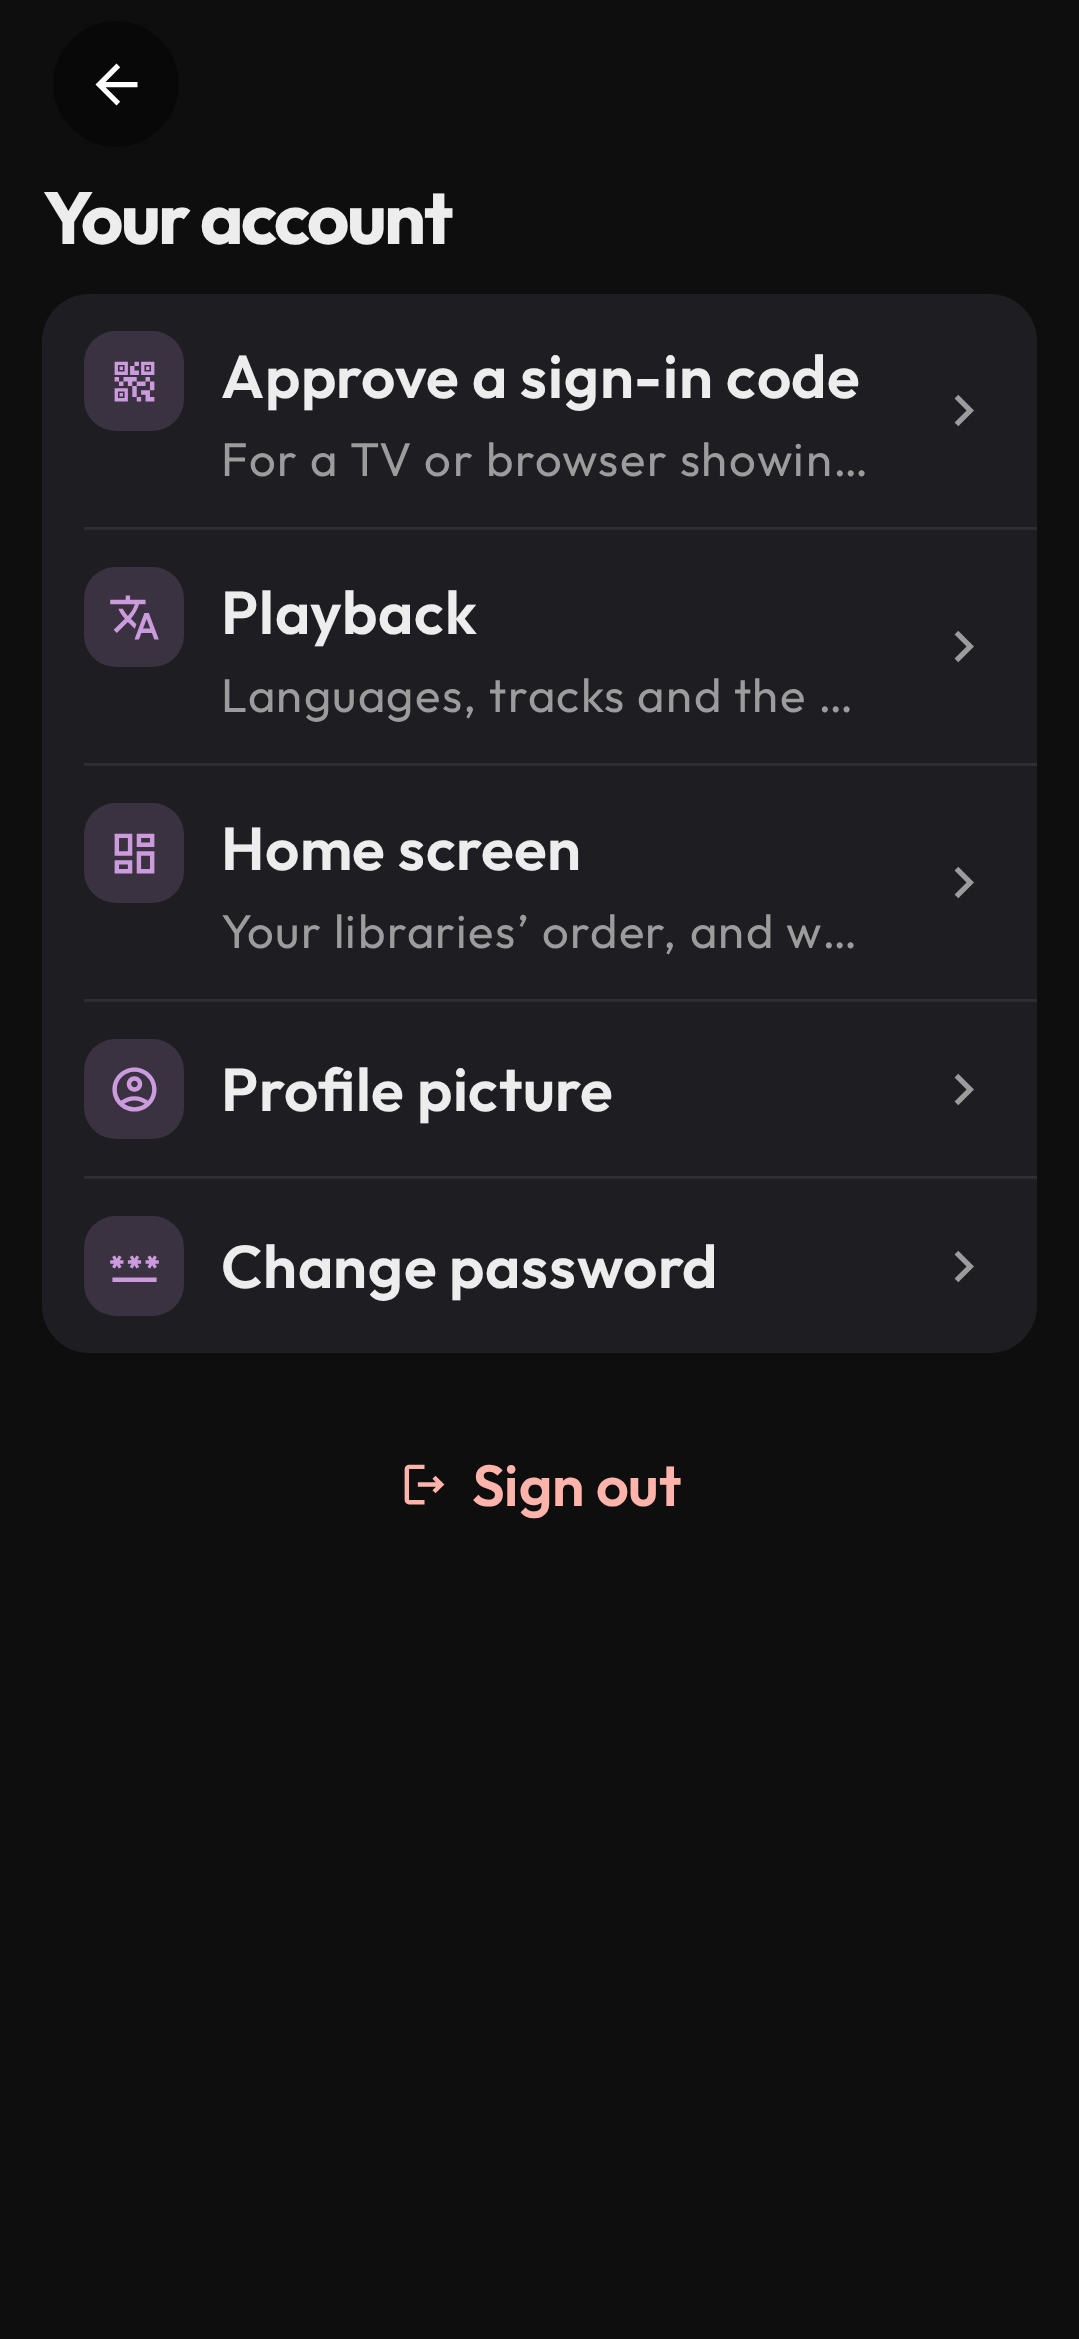 Your account
Approve a sign-in code
For a TV or browser showin...
Playback
Languages, tracks and the ...
Home screen
Your libraries’ order, and w...
Profile picture
Change password
Sign out